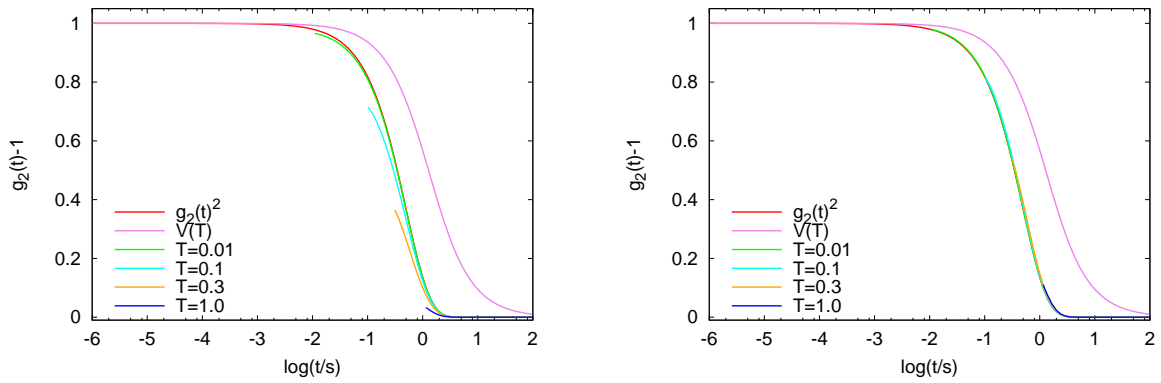 1
0.8
0.6
0.4
0.2
0
g₂(t)-1
g₂(t)²
V(T)
T=0.01
T=0.1
T=0.3
T=1.0
-6 -5 -4 -3 -2 -1 0 1 2
log(t/s)
1
0.8
0.6
0.4
0.2
0
g₂(t)-1
g₂(t)²
V(T)
T=0.01
T=0.1
T=0.3
T=1.0
-6 -5 -4 -3 -2 -1 0 1 2
log(t/s)